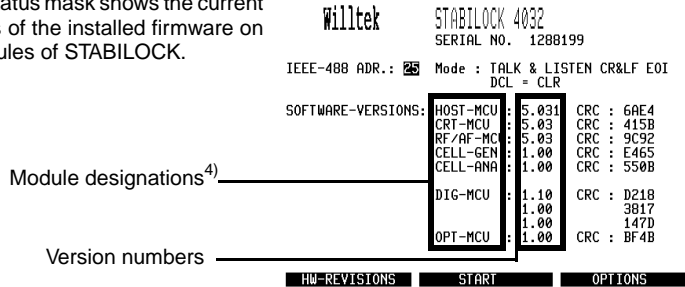 atus mask shows the current
s of the installed firmware on
ules of STABILOCK.
Willtek
STABILOCK 4032
SERIAL NO. 1288199
IEEE-488 ADR.: 25 Mode : TALK & LISTEN CR&LF EOI
DCL = CLR
SOFTWARE-VERSIONS: HOST-MCU : 5.031 CRC : 6AE4
CRT-MCU : 5.03 CRC : 415B
RF/AF-MCU : 5.03 CRC : 9C92
CELL-GEN : 1.00 CRC : E465
CELL-ANA : 1.00 CRC : 550B
DIG-MCU : 1.10 CRC : D218
1.00 3817
1.00 147D
OPT-MCU : 1.00 CRC : BF4B
Module designations4)
Version numbers
HW-REVISIONS START OPTIONS